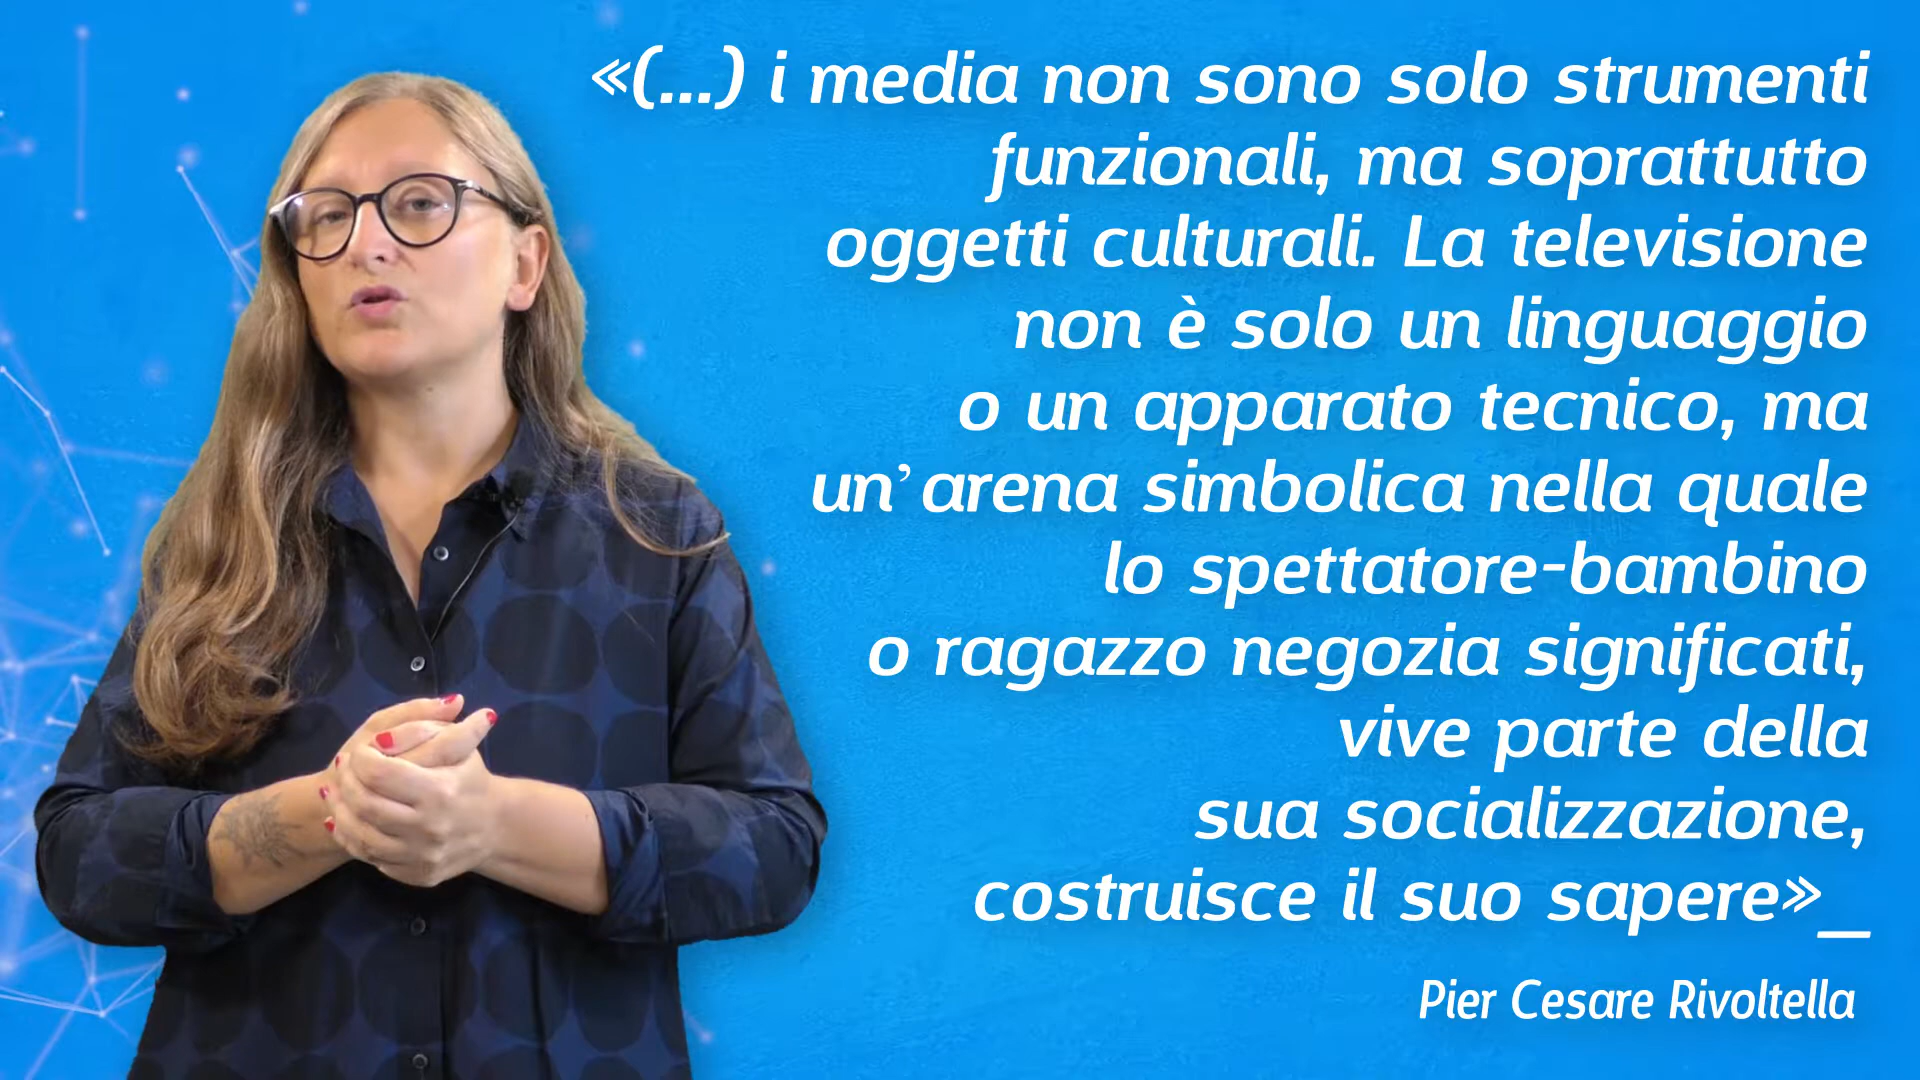 «(...) i media non sono solo strumenti
funzionali, ma soprattutto
oggetti culturali. La televisione
non è solo un linguaggio
o un apparato tecnico, ma
un’arena simbolica nella quale
lo spettatore-bambino
o ragazzo negozia significati,
vive parte della
sua socializzazione,
costruisce il suo sapere»_
Pier Cesare Rivoltella